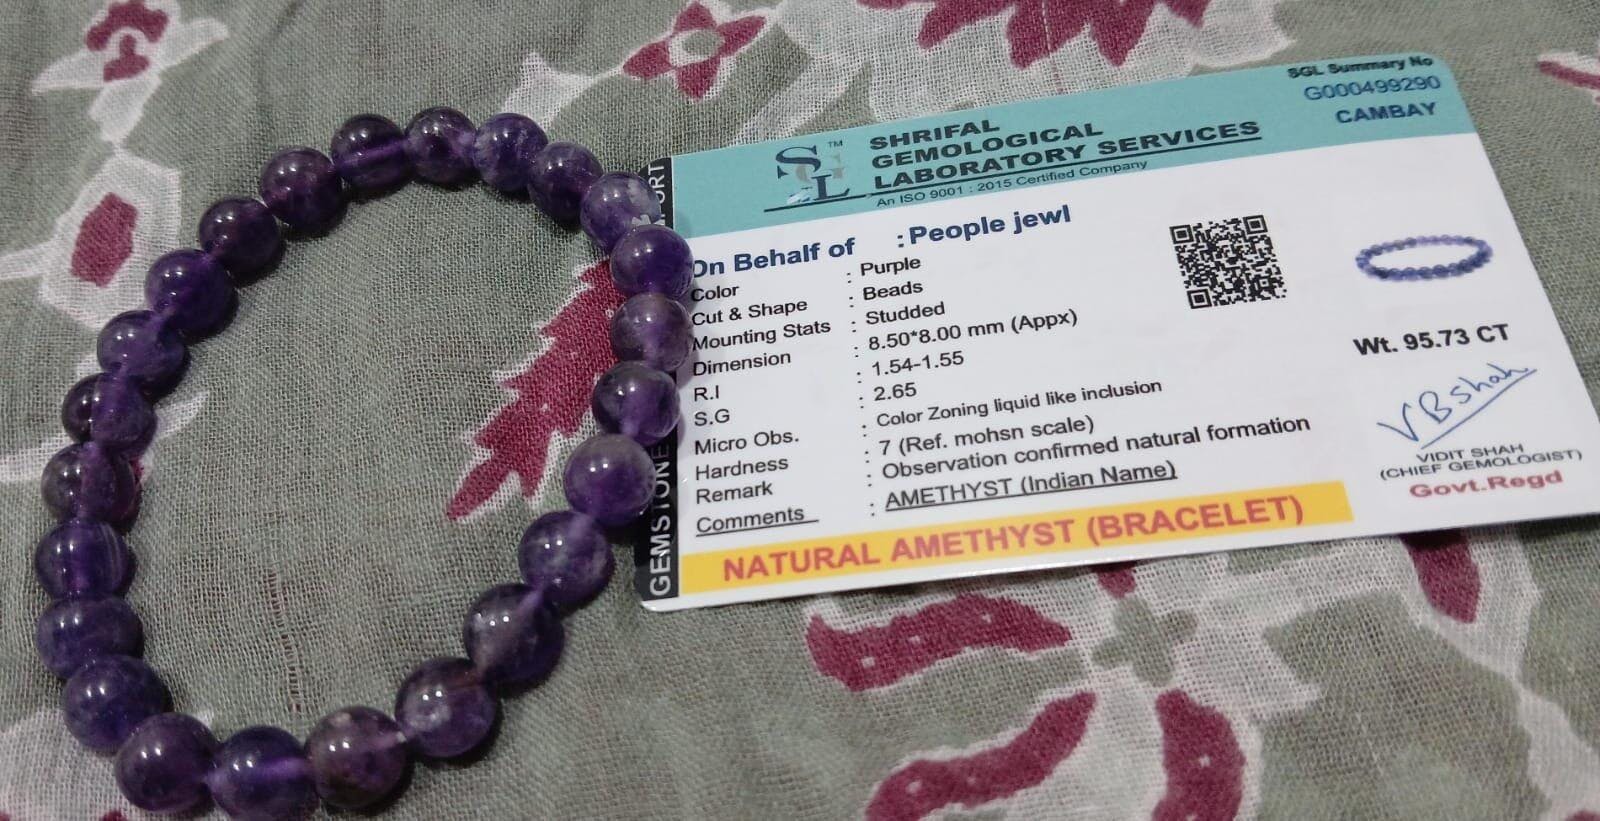 SGL Summary No
G000499290
CAMBAY
SGL TM
SHRIFAL
GEMOLOGICAL
LABORATORY SERVICES
An ISO 9001 : 2015 Certified Company
On Behalf of : People jewl
Color : Purple
Cut & Shape : Beads
Mounting Stats : Studded
Dimension : 8.50*8.00 mm (Appx)
R.I : 1.54-1.55
S.G : 2.65
Micro Obs. : Color Zoning liquid like inclusion
Hardness : 7 (Ref. mohsn scale)
Remark : Observation confirmed natural formation
Comments : AMETHYST (Indian Name)
NATURAL AMETHYST (BRACELET)
Wt. 95.73 CT
VBshah
VIDIT SHAH
(CHIEF GEMOLOGIST)
Govt.Regd
GEMSTONE